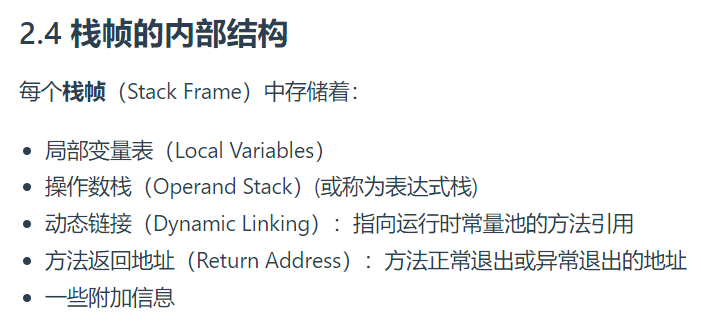 2.4 栈帧的内部结构
每个栈帧（Stack Frame）中存储着：
局部变量表（Local Variables）
操作数栈（Operand Stack）(或称为表达式栈)
动态链接（Dynamic Linking）：指向运行时常量池的方法引用
方法返回地址（Return Address）：方法正常退出或异常退出的地址
一些附加信息